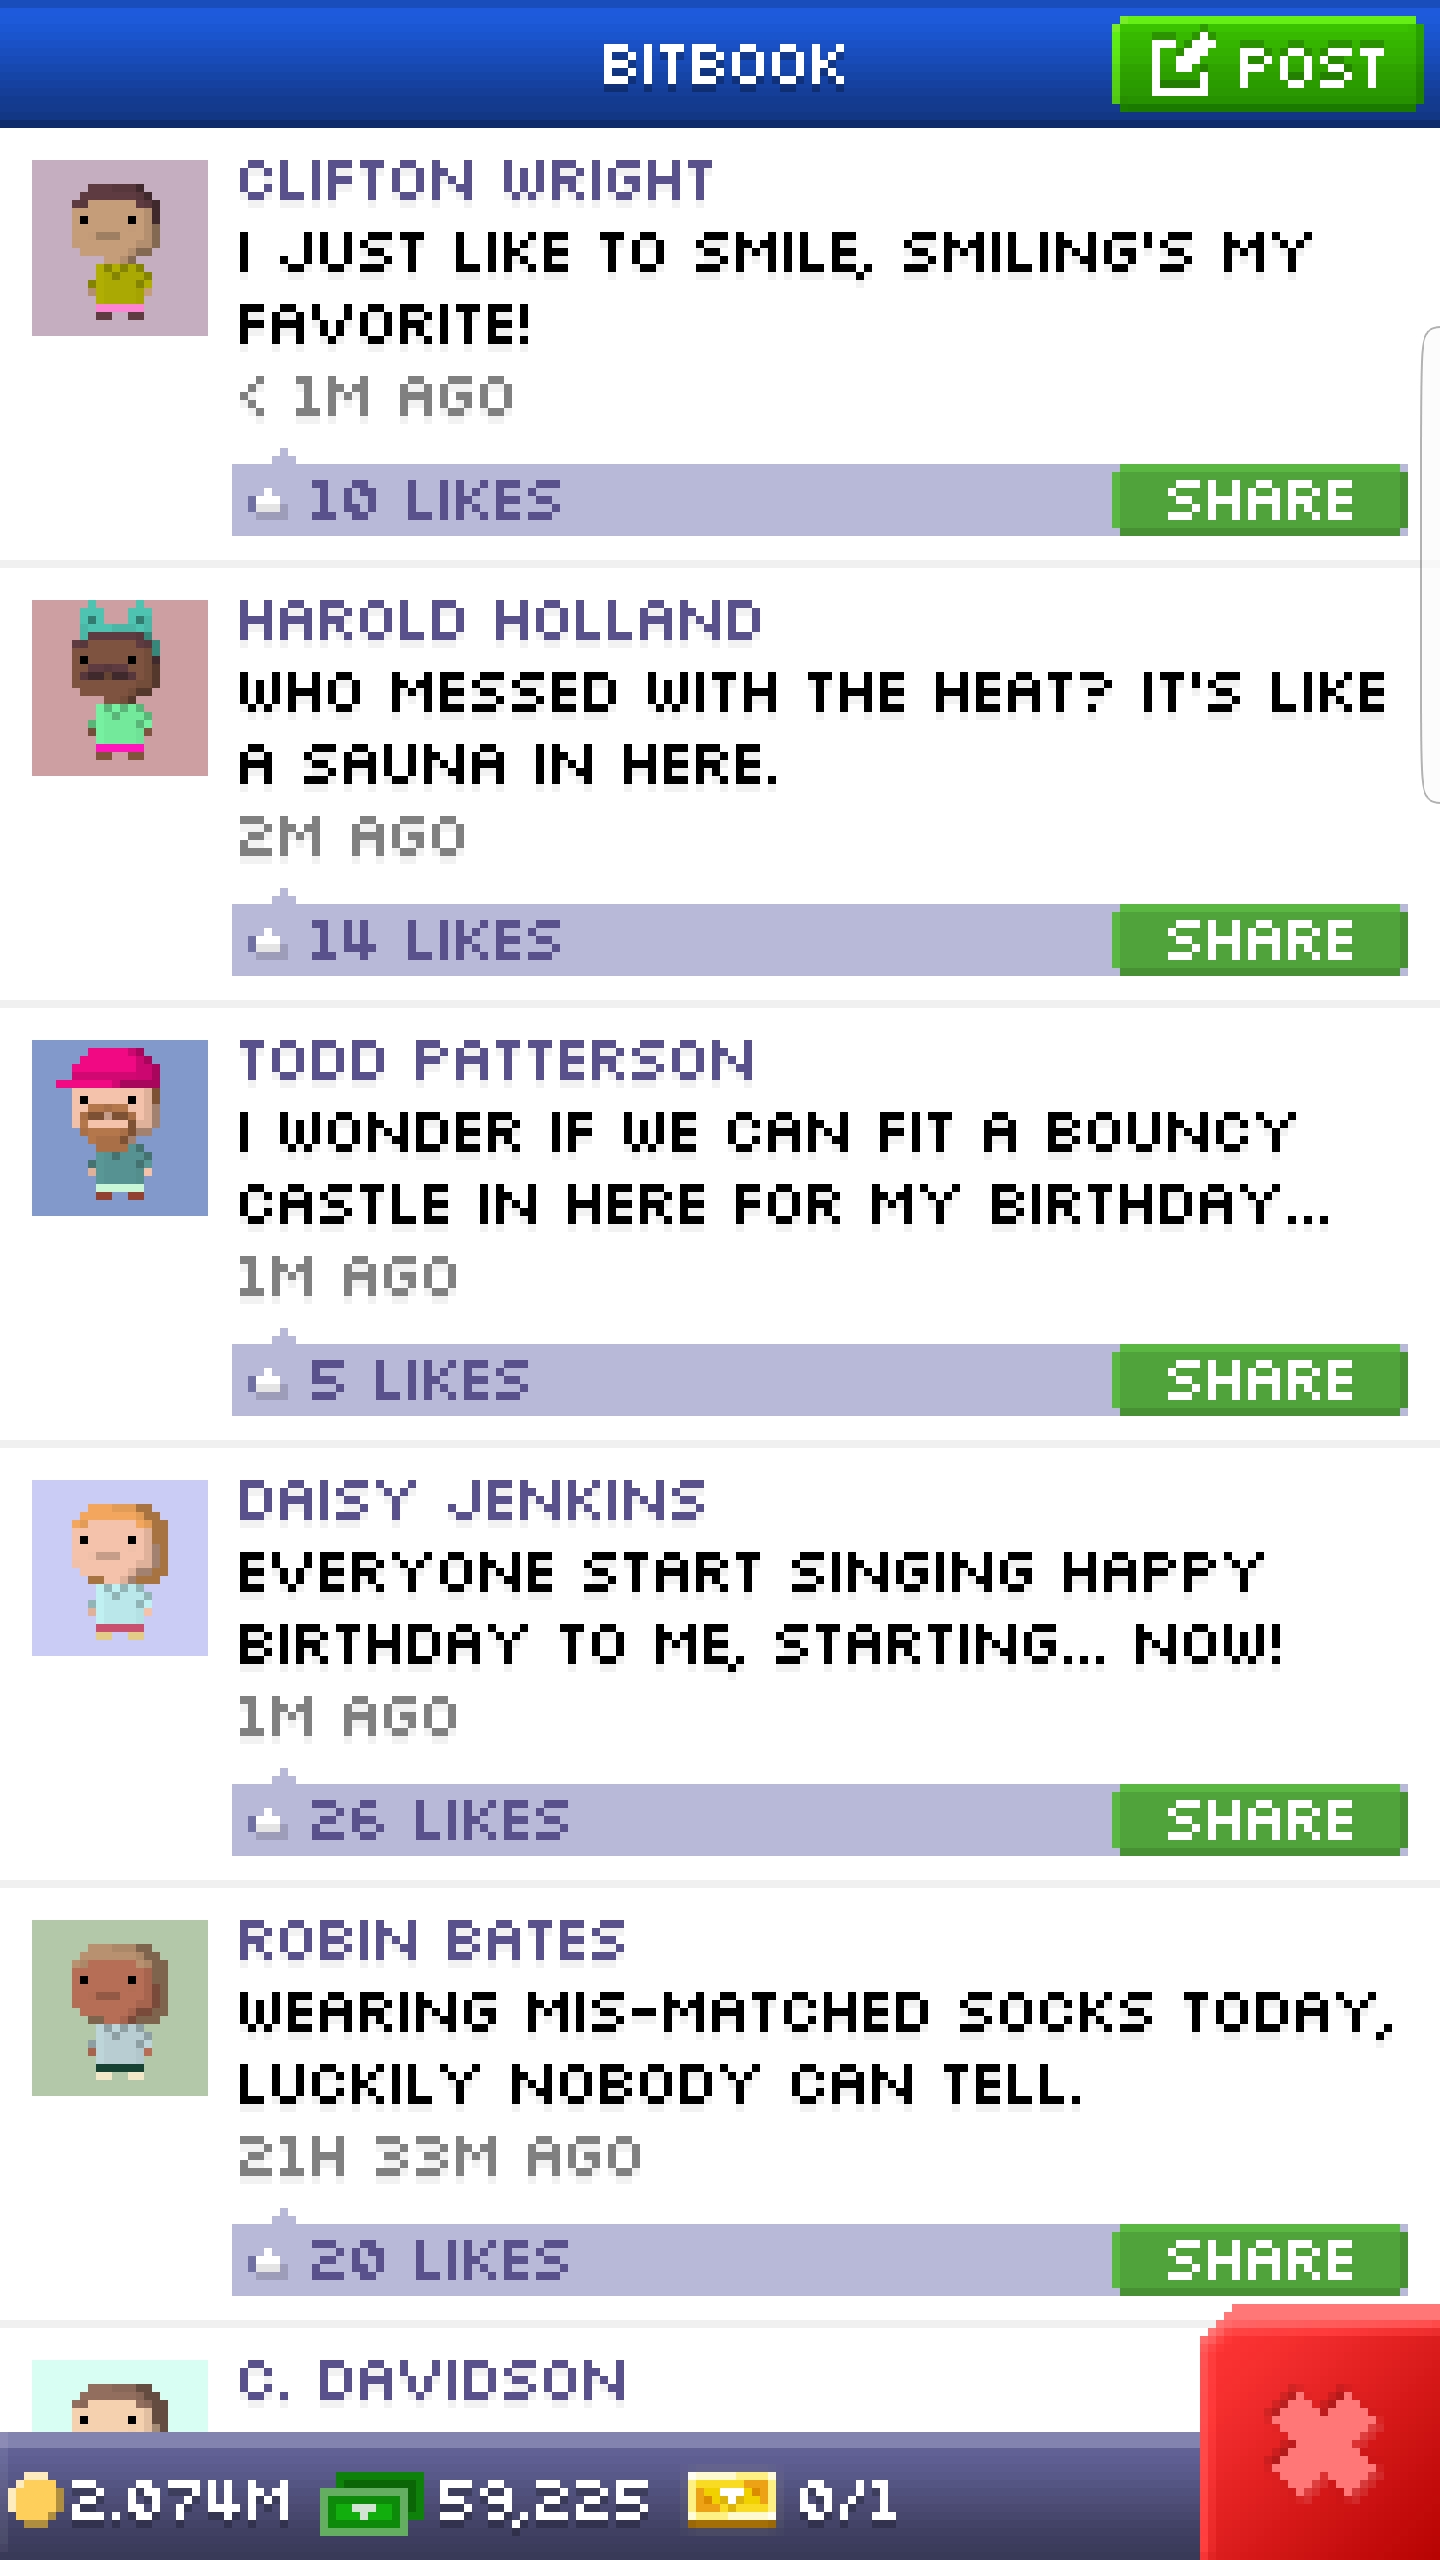 BITBOOK
POST
CLIFTON WRIGHT
I JUST LIKE TO SMILE, SMILING'S MY
FAVORITE!
< 1M AGO
10 LIKES
SHARE
HAROLD HOLLAND
WHO MESSED WITH THE HEAT? IT'S LIKE
A SAUNA IN HERE.
2M AGO
14 LIKES
SHARE
TODD PATTERSON
I WONDER IF WE CAN FIT A BOUNCY
CASTLE IN HERE FOR MY BIRTHDAY...
1M AGO
5 LIKES
SHARE
DAISY JENKINS
EVERYONE START SINGING HAPPY
BIRTHDAY TO ME, STARTING... NOW!
1M AGO
26 LIKES
SHARE
ROBIN BATES
WEARING MIS-MATCHED SOCKS TODAY,
LUCKILY NOBODY CAN TELL.
21H 33M AGO
20 LIKES
SHARE
C. DAVIDSON
2.074M 59,225 0/1